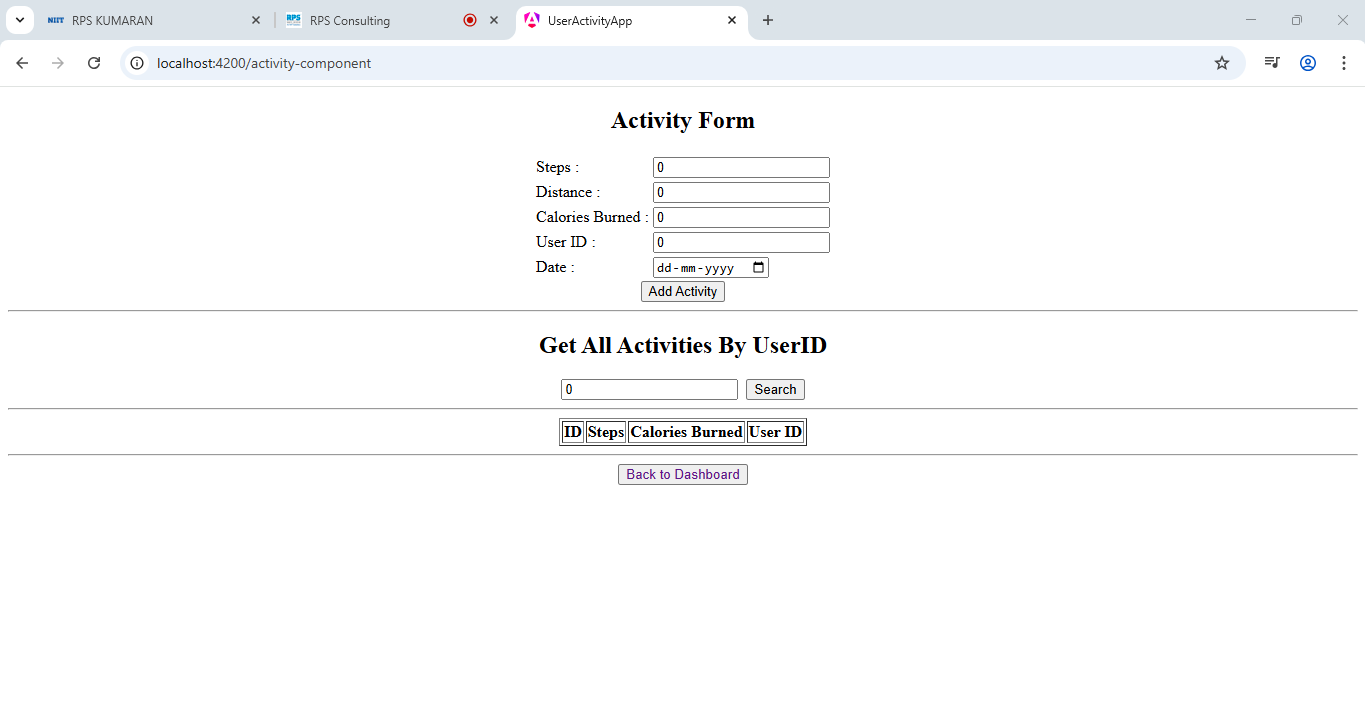 NIIT RPS KUMARAN
RPS RPS Consulting
UserActivityApp
localhost:4200/activity-component
Activity Form
Steps : 0
Distance : 0
Calories Burned : 0
User ID : 0
Date : dd-mm-yyyy
Add Activity
Get All Activities By UserID
0 Search
ID Steps Calories Burned User ID
Back to Dashboard